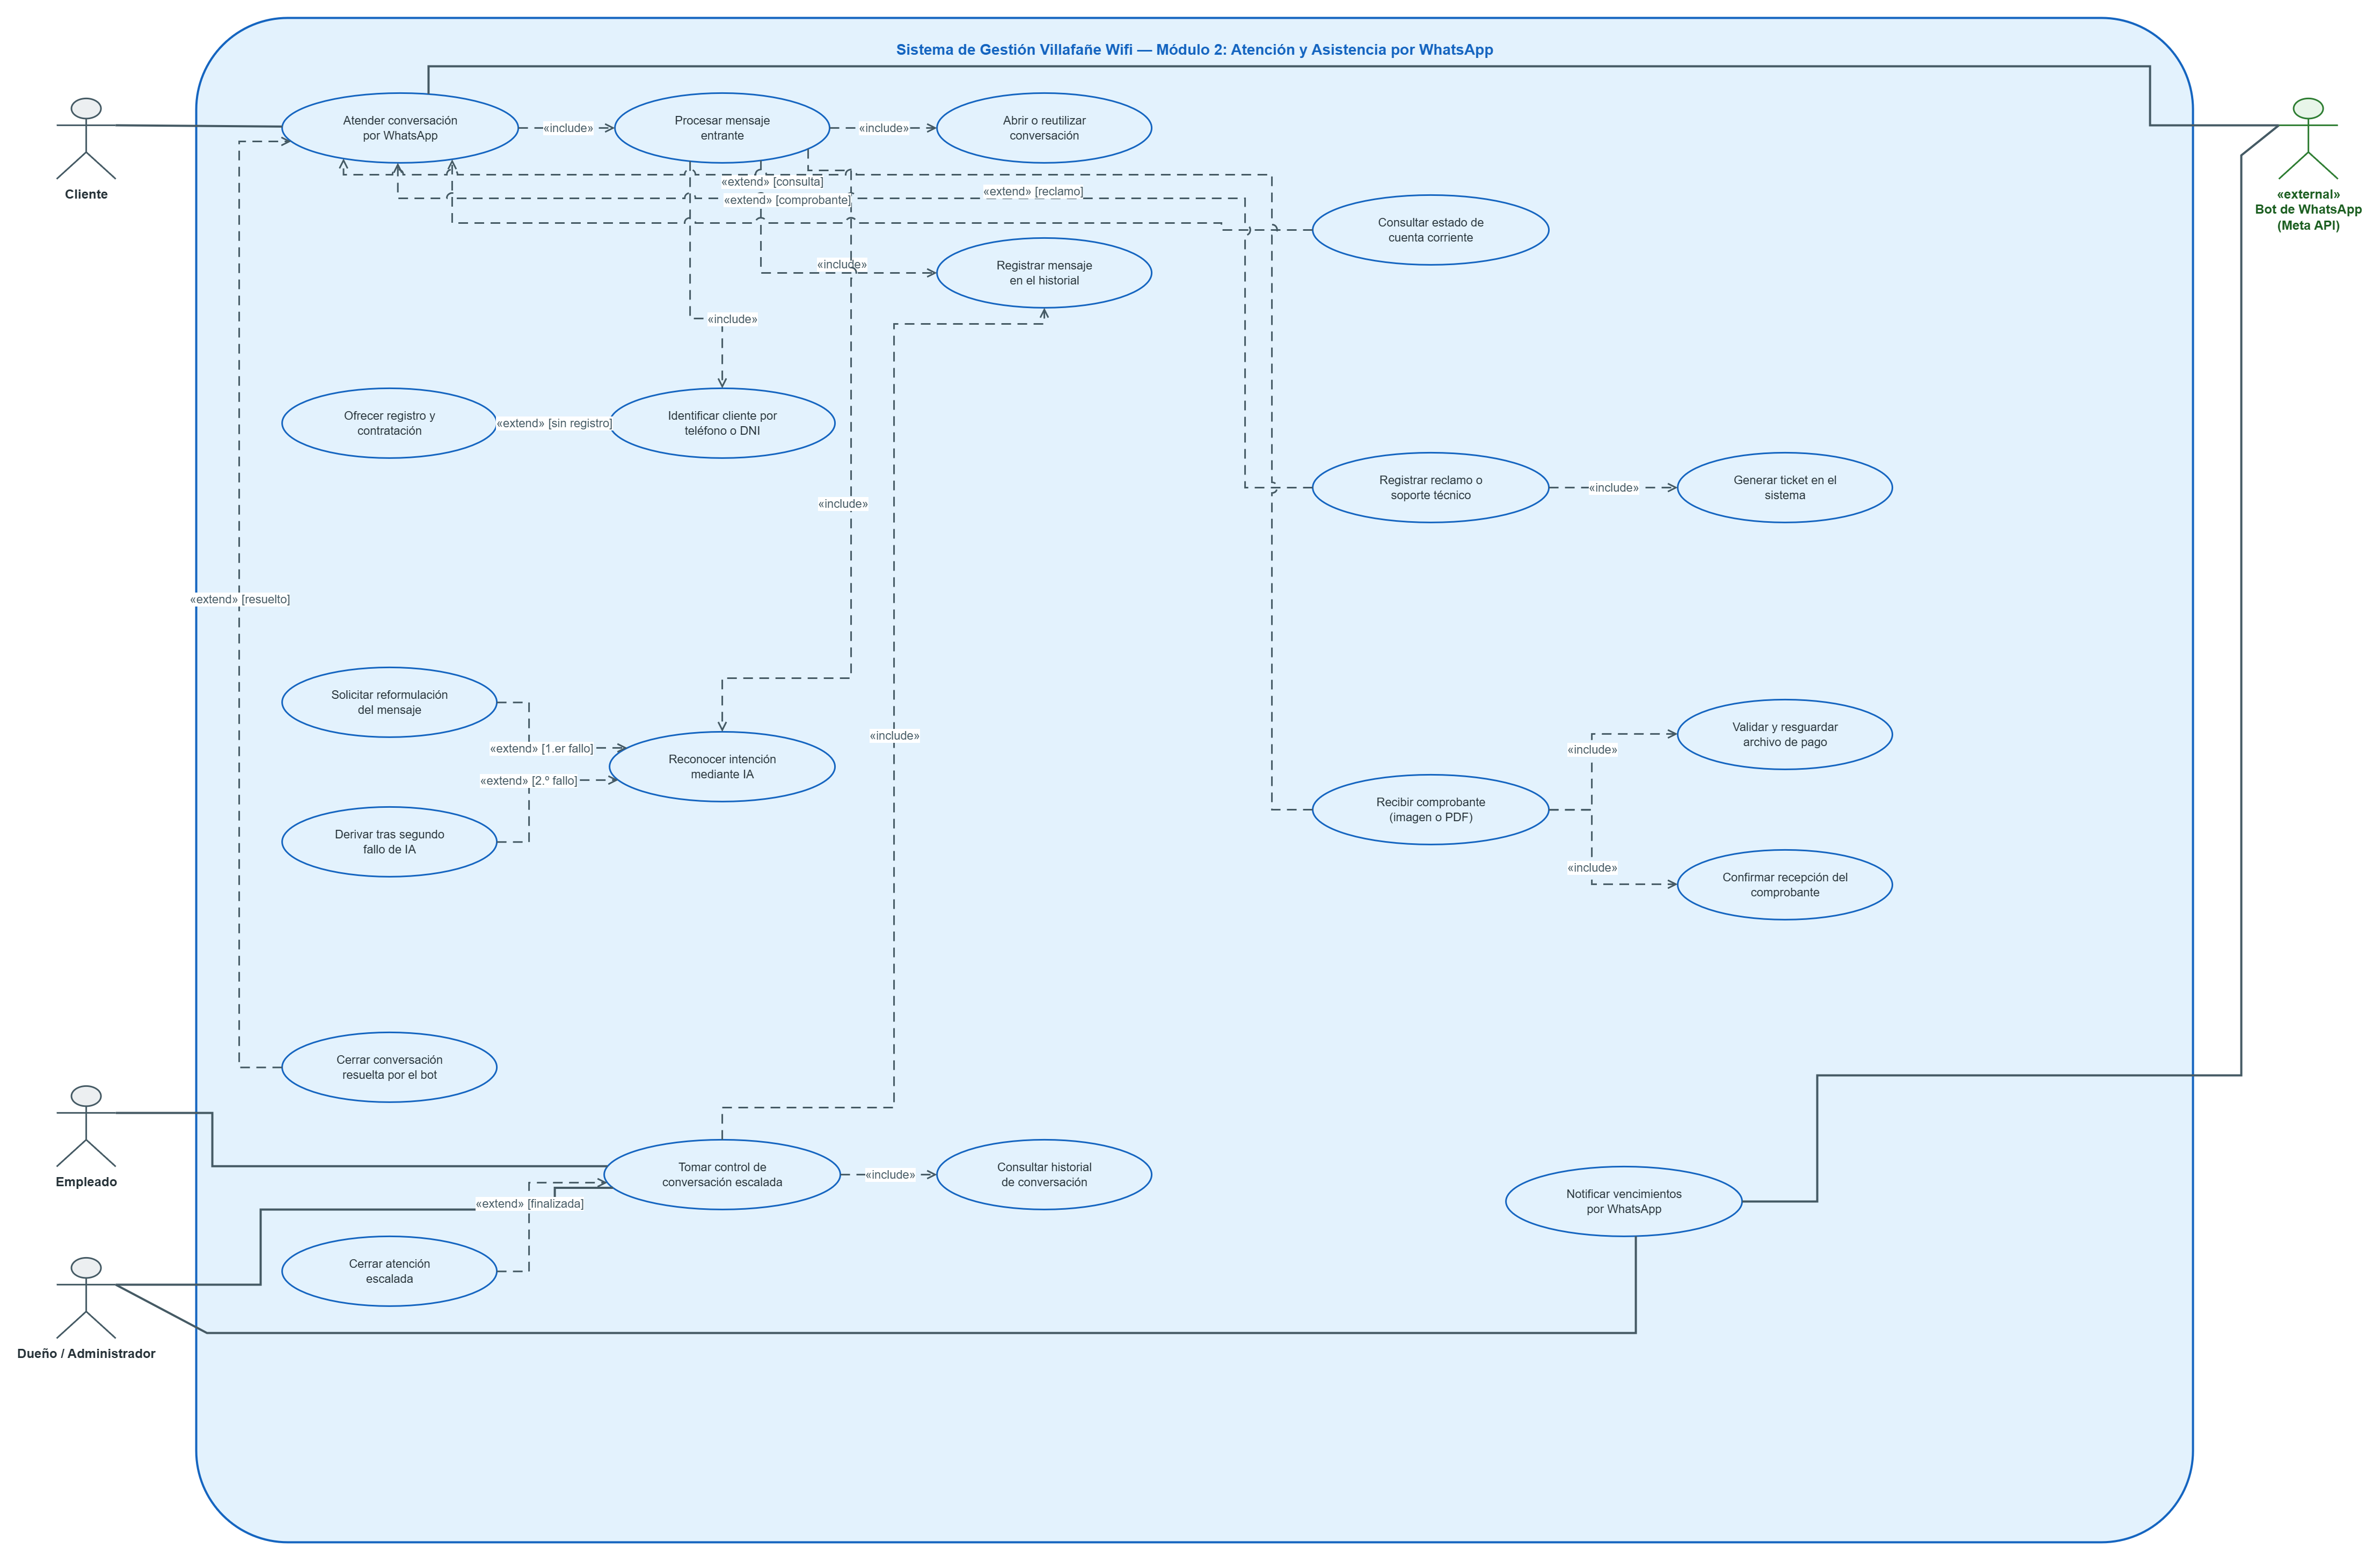 Sistema de Gestión Villafañe Wifi — Módulo 2: Atención y Asistencia por WhatsApp
Cliente
Atender conversación
por WhatsApp
«include»
Procesar mensaje
entrante
«include»
Abrir o reutilizar
conversación
«external»
Bot de WhatsApp
(Meta API)
«extend» [consulta]
«extend» [reclamo]
«extend» [comprobante]
Consultar estado de
cuenta corriente
«include»
Registrar mensaje
en el historial
«include»
Ofrecer registro y
contratación
«extend» [sin registro]
Identificar cliente por
teléfono o DNI
«include»
Registrar reclamo o
soporte técnico
«include»
Generar ticket en el
sistema
«extend» [resuelto]
Solicitar reformulación
del mensaje
«extend» [1.er fallo]
«extend» [2.º fallo]
Reconocer intención
mediante IA
«include»
Derivar tras segundo
fallo de IA
Validar y resguardar
archivo de pago
«include»
Recibir comprobante
(imagen o PDF)
«include»
Confirmar recepción del
comprobante
Cerrar conversación
resuelta por el bot
Empleado
Tomar control de
conversación escalada
«include»
Consultar historial
de conversación
«extend» [finalizada]
Notificar vencimientos
por WhatsApp
Cerrar atención
escalada
Dueño / Administrador